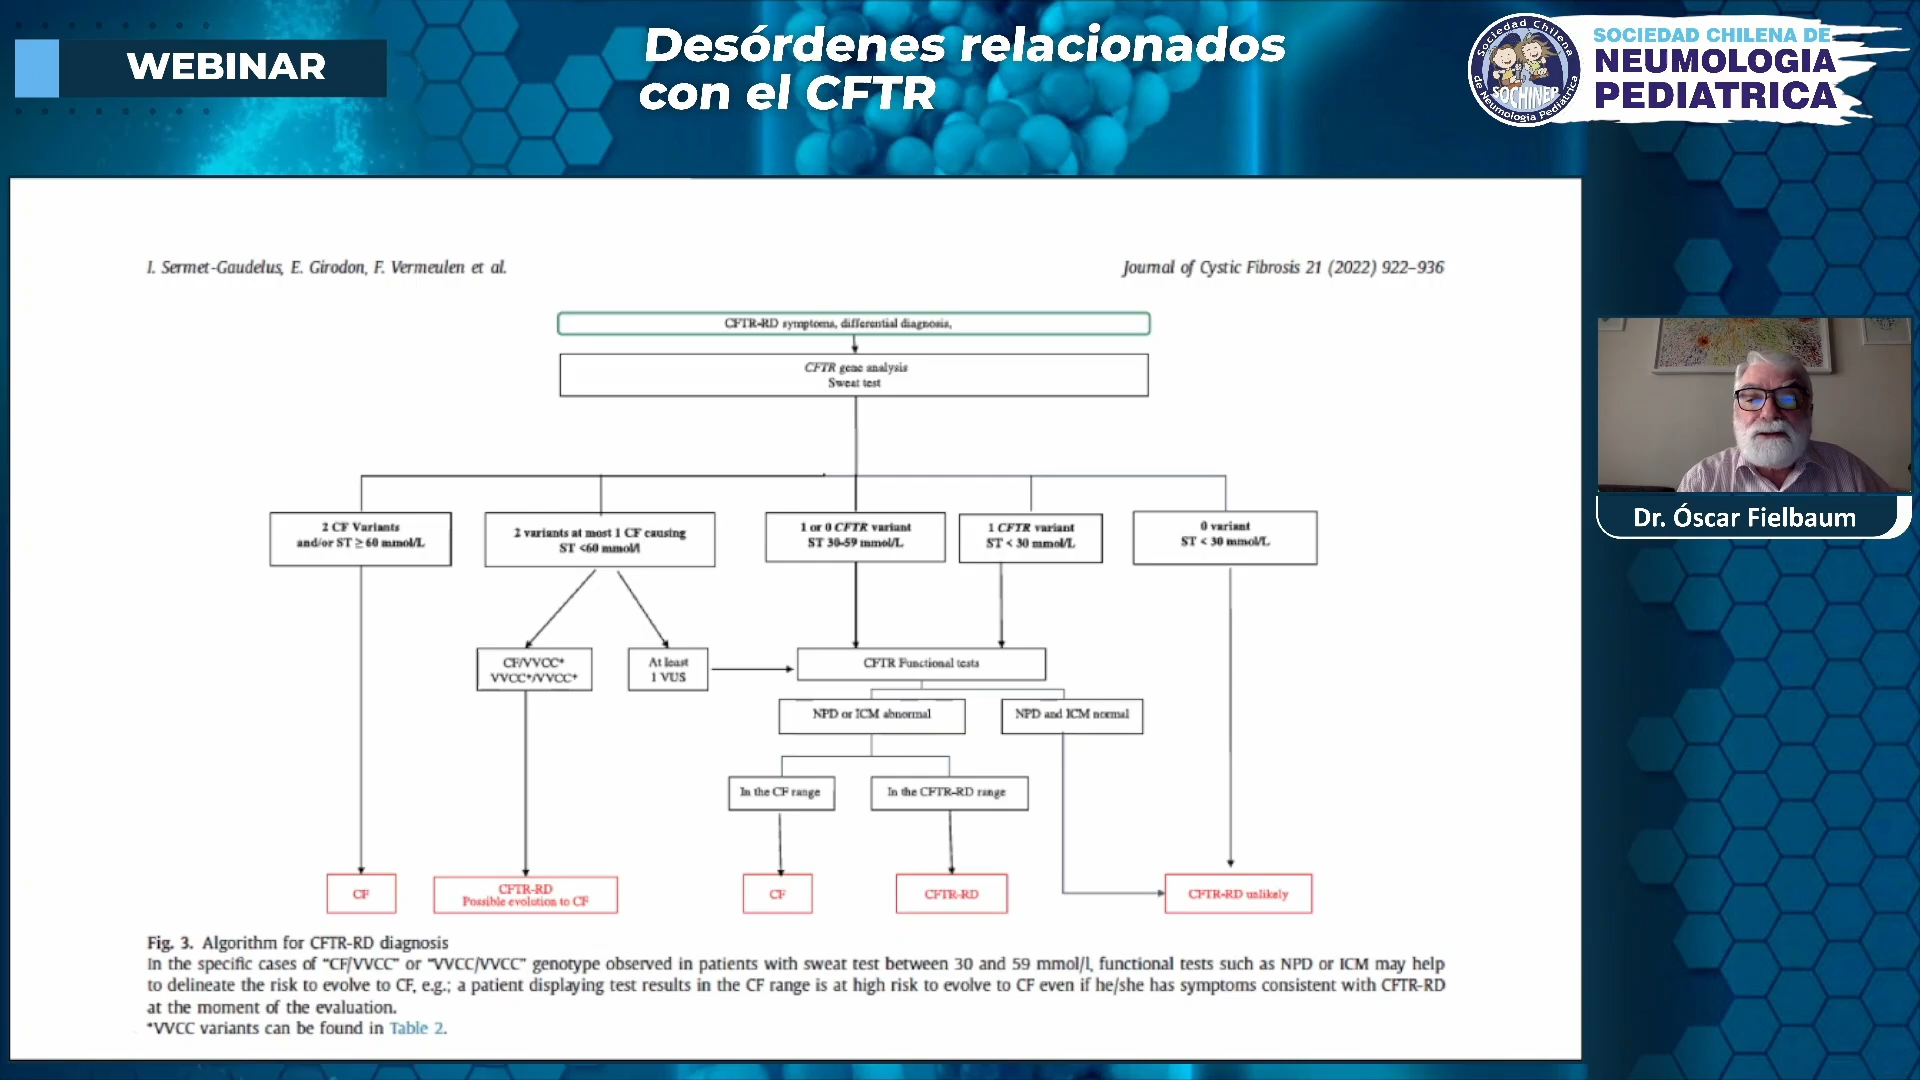 WEBINAR
Desórdenes relacionados
con el CFTR
Sociedad Chilena
de Neumología Pediátrica
SOCHINEP
SOCIEDAD CHILENA DE
NEUMOLOGIA
PEDIATRICA
I. Sermet-Gaudelus, E. Girodon, F. Vermeulen et al.
Journal of Cystic Fibrosis 21 (2022) 922–936
CFTR-RD symptoms, differential diagnosis,
CFTR gene analysis
Sweat test
2 CF Variants
and/or ST ≥ 60 mmol/L
2 variants at most 1 CF causing
ST <60 mmol/l
1 or 0 CFTR variant
ST 30-59 mmol/L
1 CFTR variant
ST < 30 mmol/L
0 variant
ST < 30 mmol/L
CF/VVCC*
VVCC*/VVCC*
At least
1 VUS
CFTR Functional tests
NPD or ICM abnormal
NPD and ICM normal
In the CF range
In the CFTR-RD range
CF
CFTR-RD
Possible evolution to CF
CF
CFTR-RD
CFTR-RD unlikely
Fig. 3. Algorithm for CFTR-RD diagnosis
In the specific cases of "CF/VVCC" or "VVCC/VVCC" genotype observed in patients with sweat test between 30 and 59 mmol/l, functional tests such as NPD or ICM may help
to delineate the risk to evolve to CF, e.g.; a patient displaying test results in the CF range is at high risk to evolve to CF even if he/she has symptoms consistent with CFTR-RD
at the moment of the evaluation.
*VVCC variants can be found in Table 2.
Dr. Óscar Fielbaum